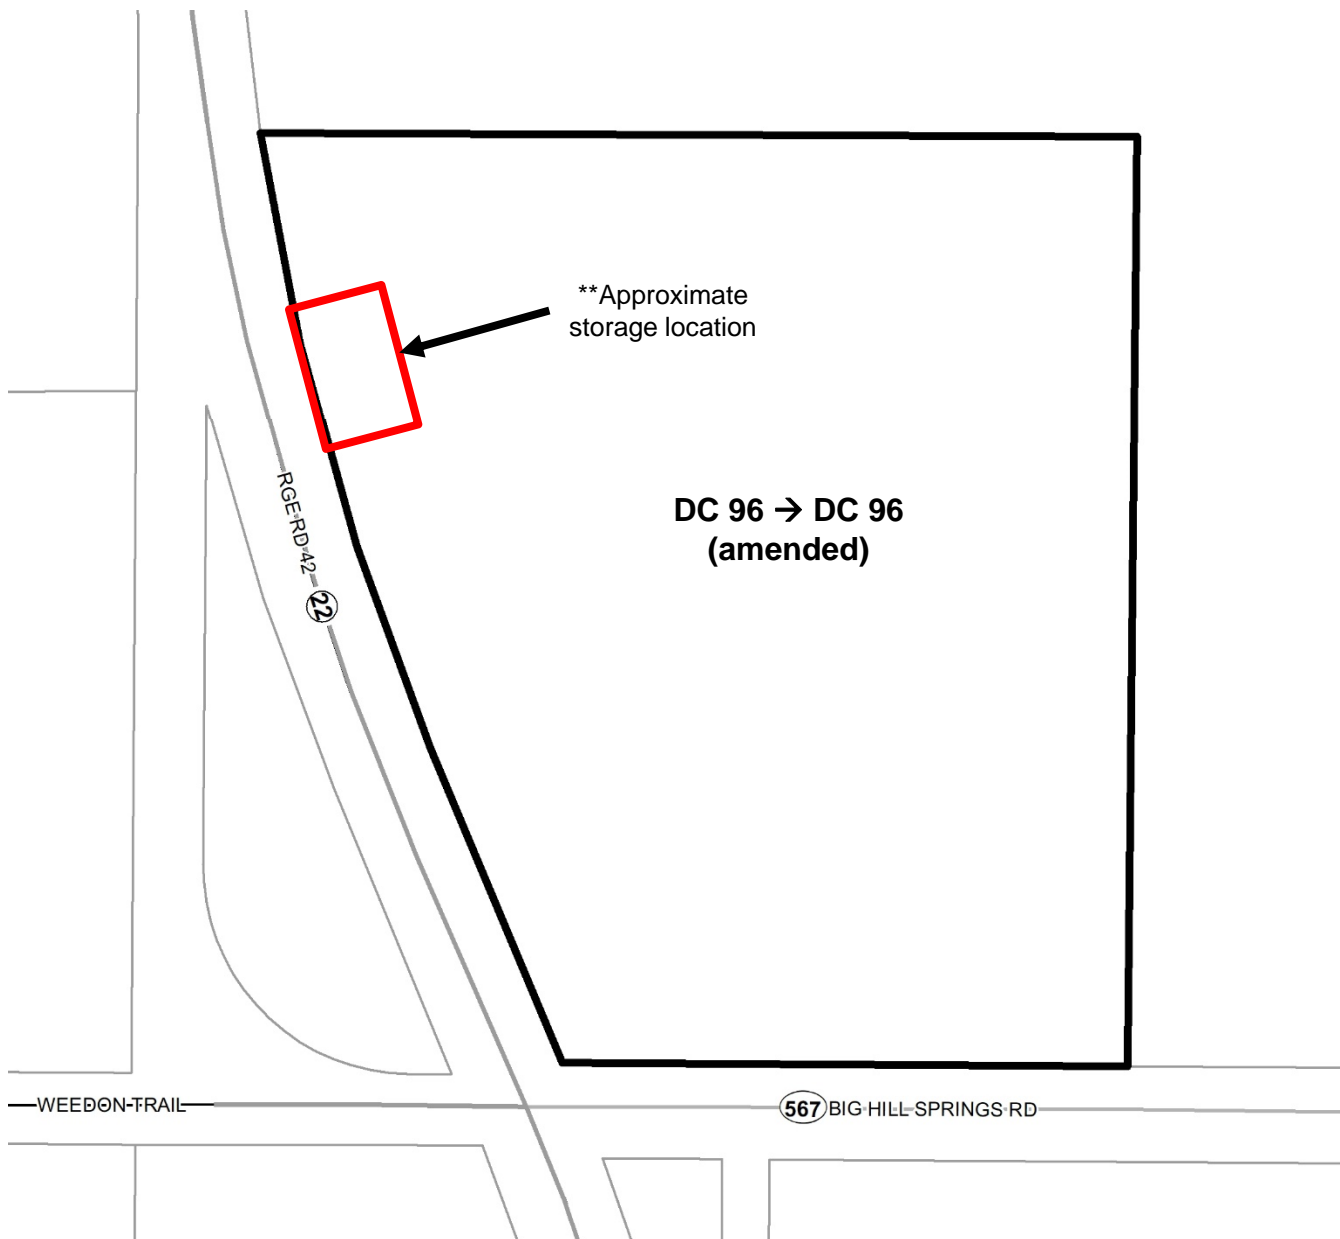 **Approximate
storage location
DC 96 → DC 96
(amended)
RGE RD 42
22
WEEDON TRAIL
567 BIG HILL SPRINGS RD